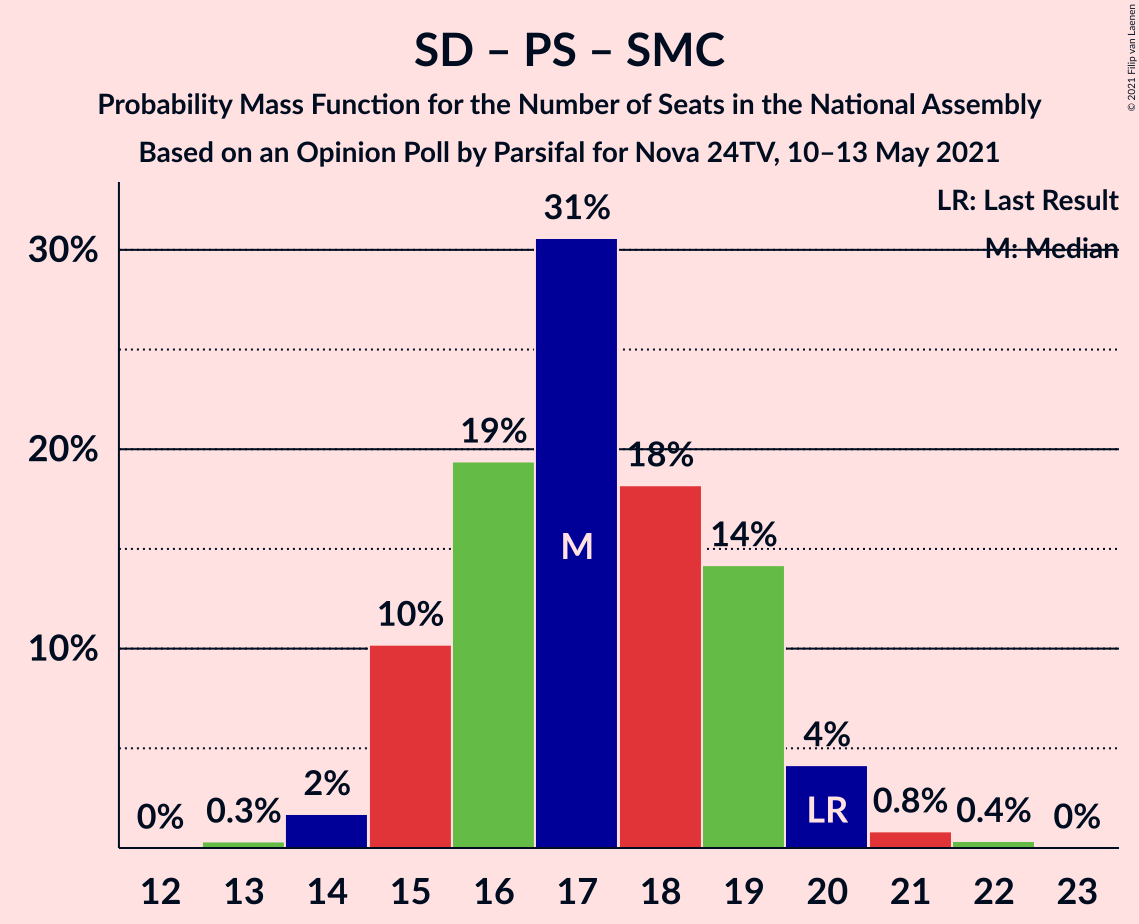 SD – PS – SMC
Probability Mass Function for the Number of Seats in the National Assembly
Based on an Opinion Poll by Parsifal for Nova 24TV, 10–13 May 2021
© 2021 Filip van Laenen
LR: Last Result
M: Median
30%
20%
10%
0%
0.3%
2%
10%
19%
31%
18%
14%
4%
0.8%
0.4%
0%
M
LR
12 13 14 15 16 17 18 19 20 21 22 23